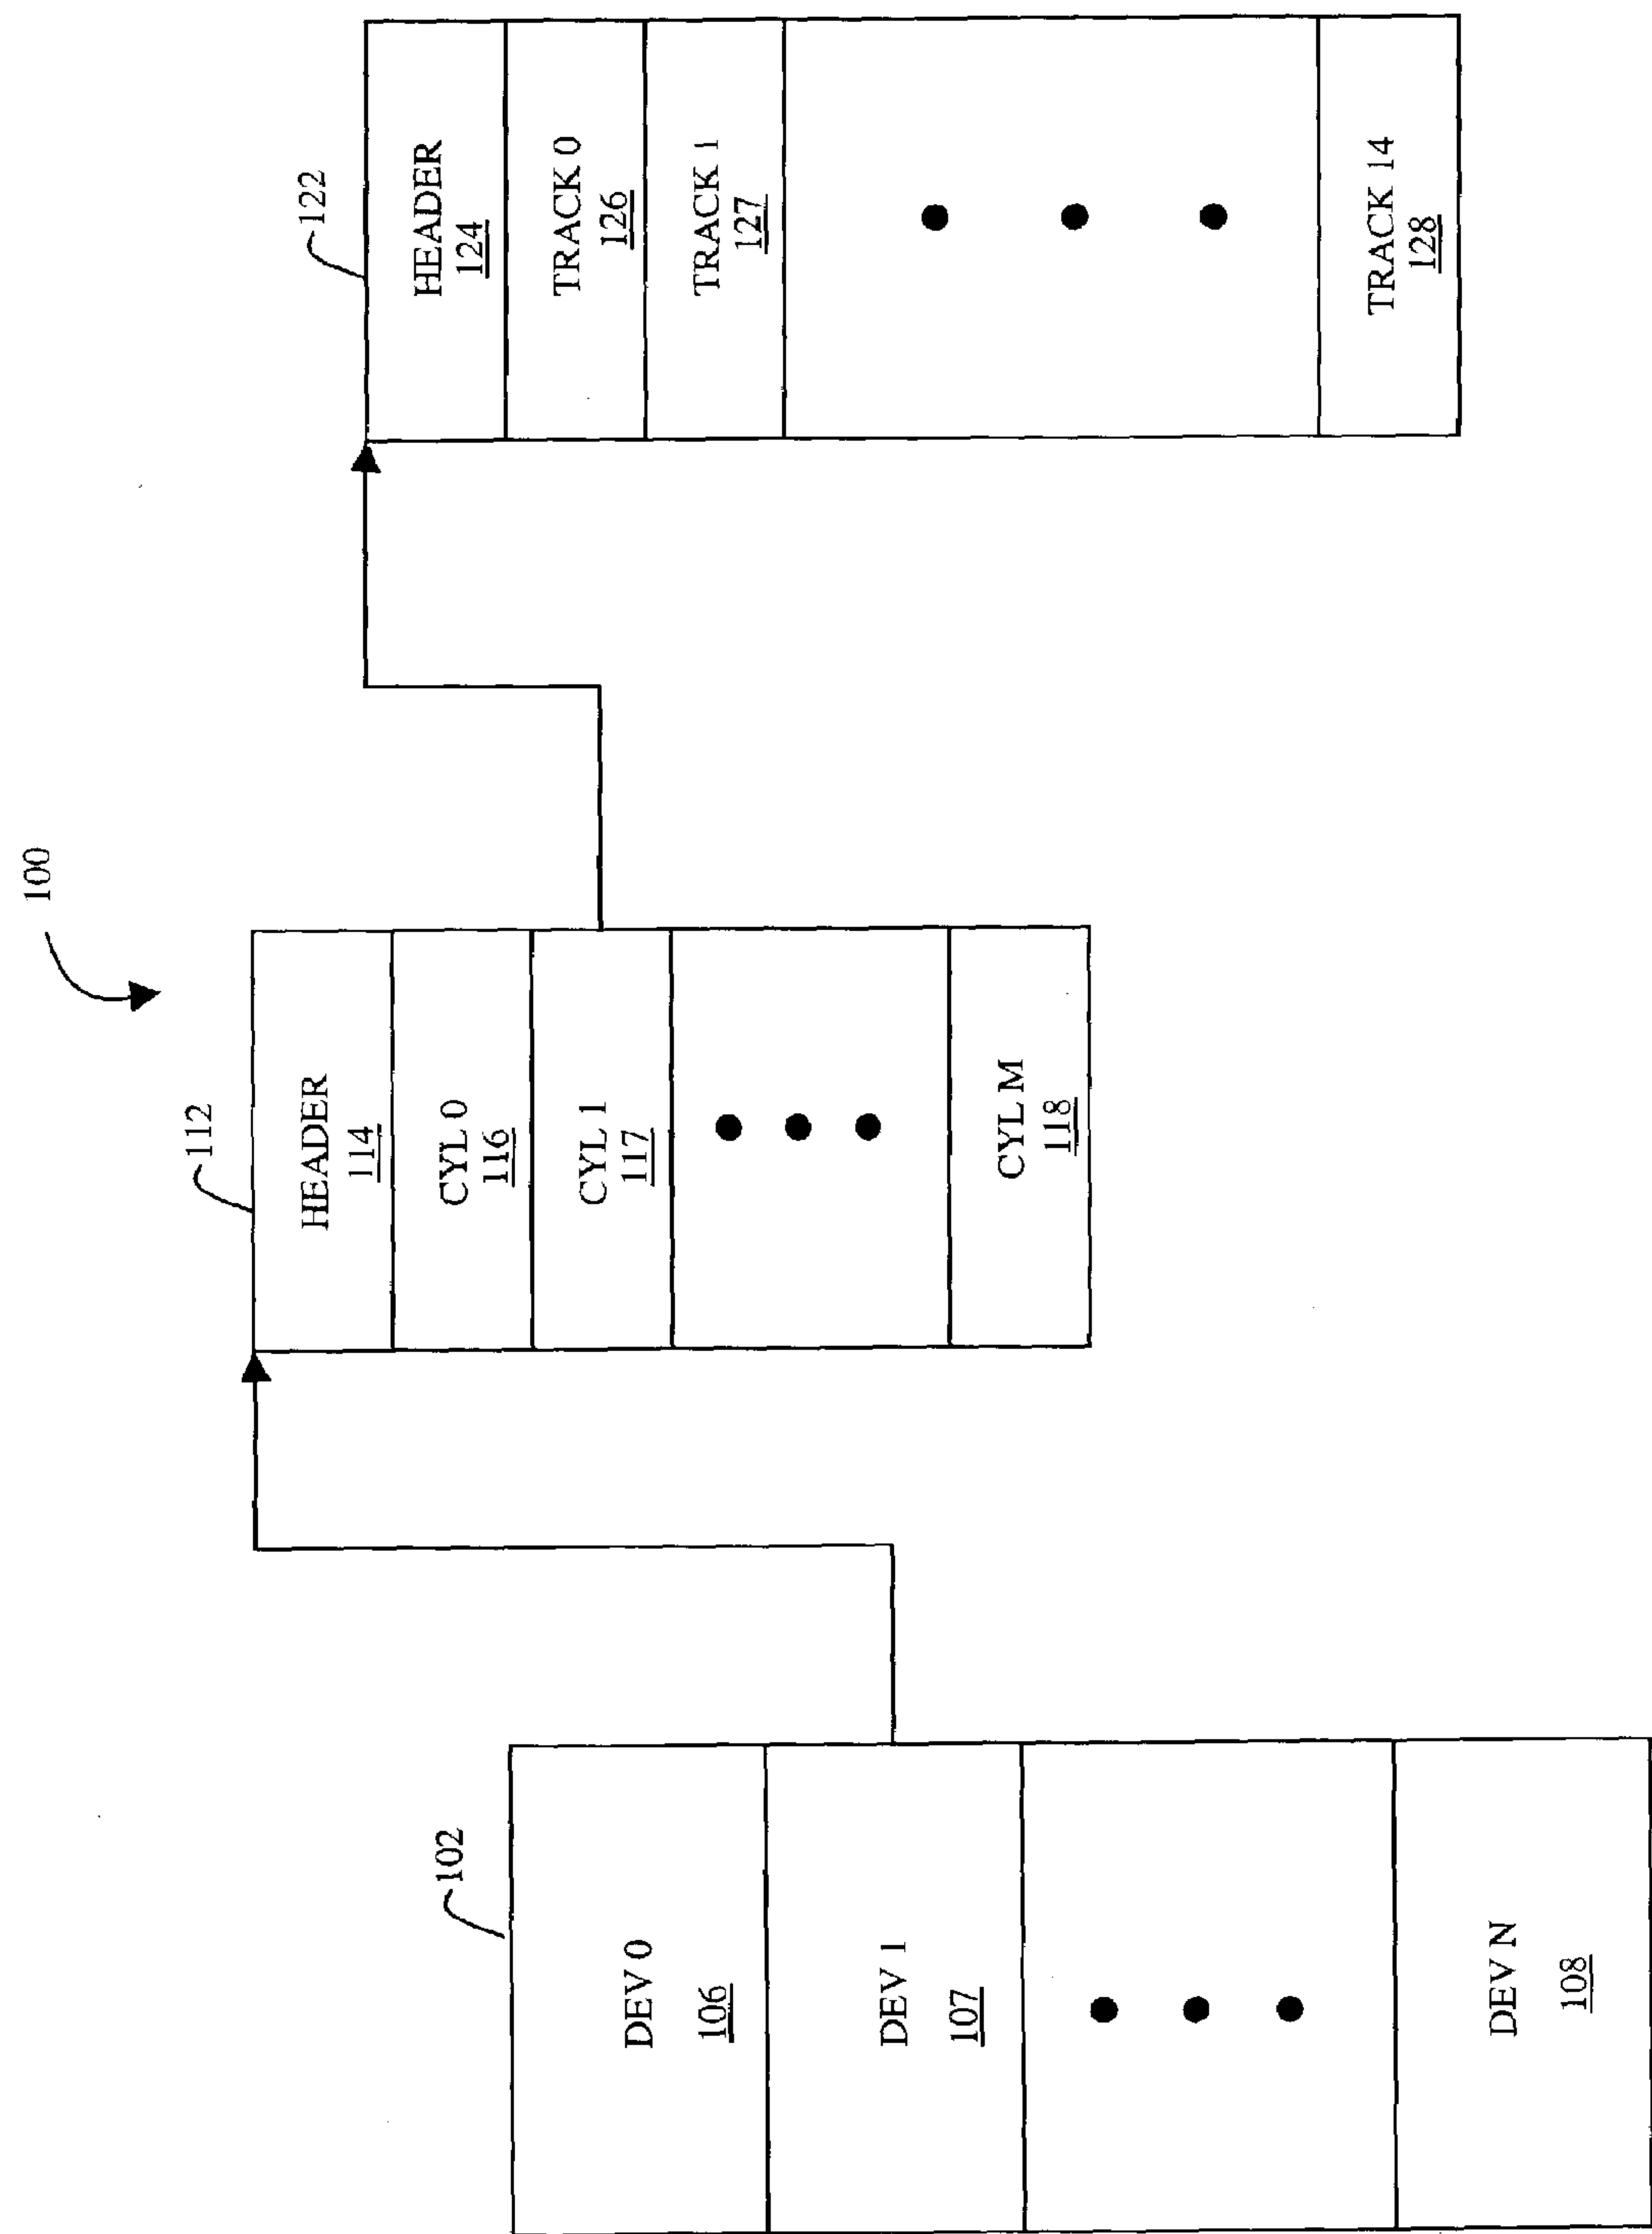 100
102
DEV 0
106
DEV 1
107
DEV N
108
112
HEADER
114
CYL 0
116
CYL 1
117
CYL M
118
122
HEADER
124
TRACK 0
126
TRACK 1
127
TRACK 14
128